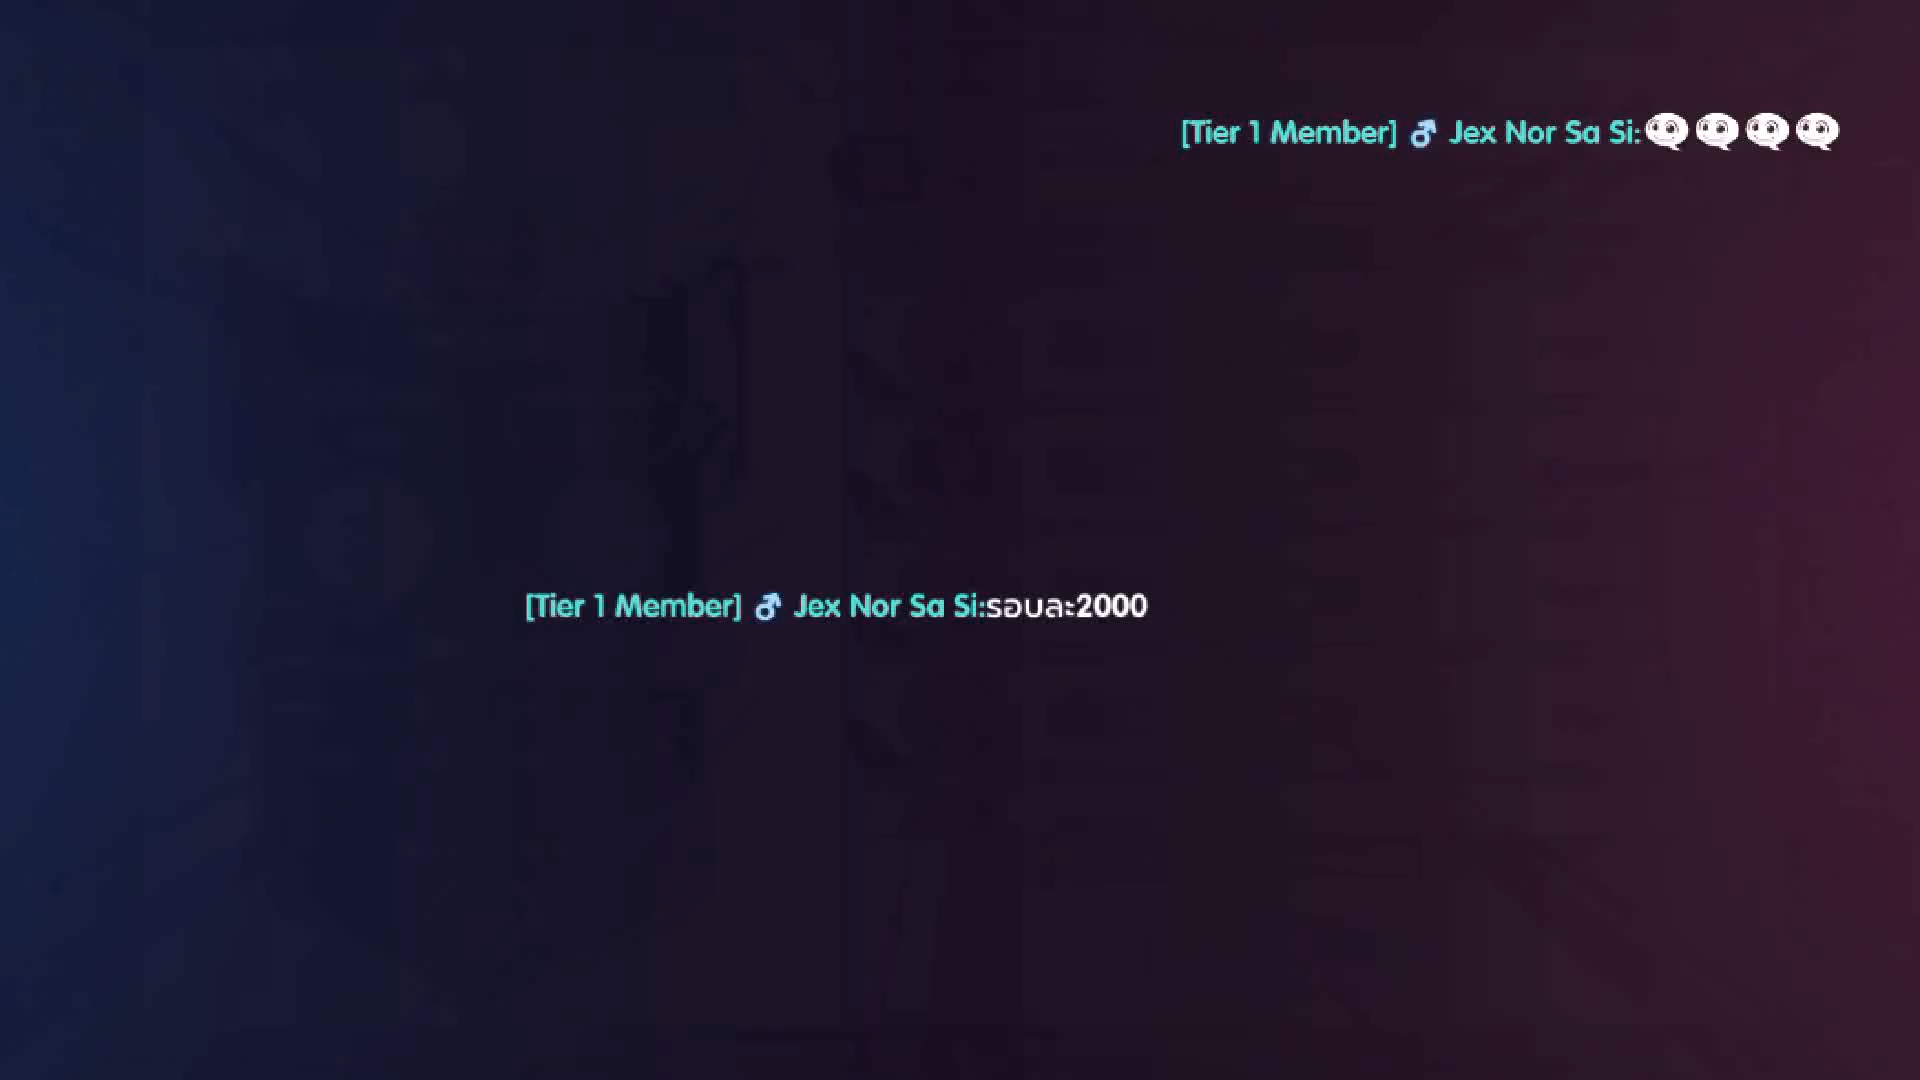 [Tier 1 Member] ♂ Jex Nor Sa Si:
[Tier 1 Member] ♂ Jex Nor Sa Si:รอบละ2000